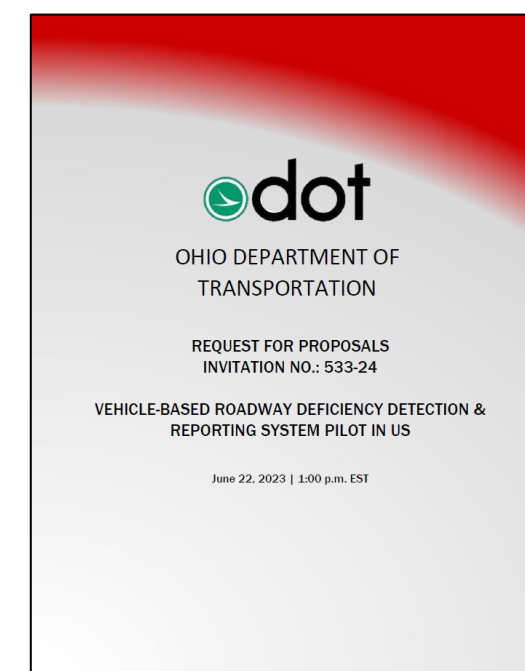 odot
OHIO DEPARTMENT OF
TRANSPORTATION
REQUEST FOR PROPOSALS
INVITATION NO.: 533-24
VEHICLE-BASED ROADWAY DEFICIENCY DETECTION &
REPORTING SYSTEM PILOT IN US
June 22, 2023 | 1:00 p.m. EST